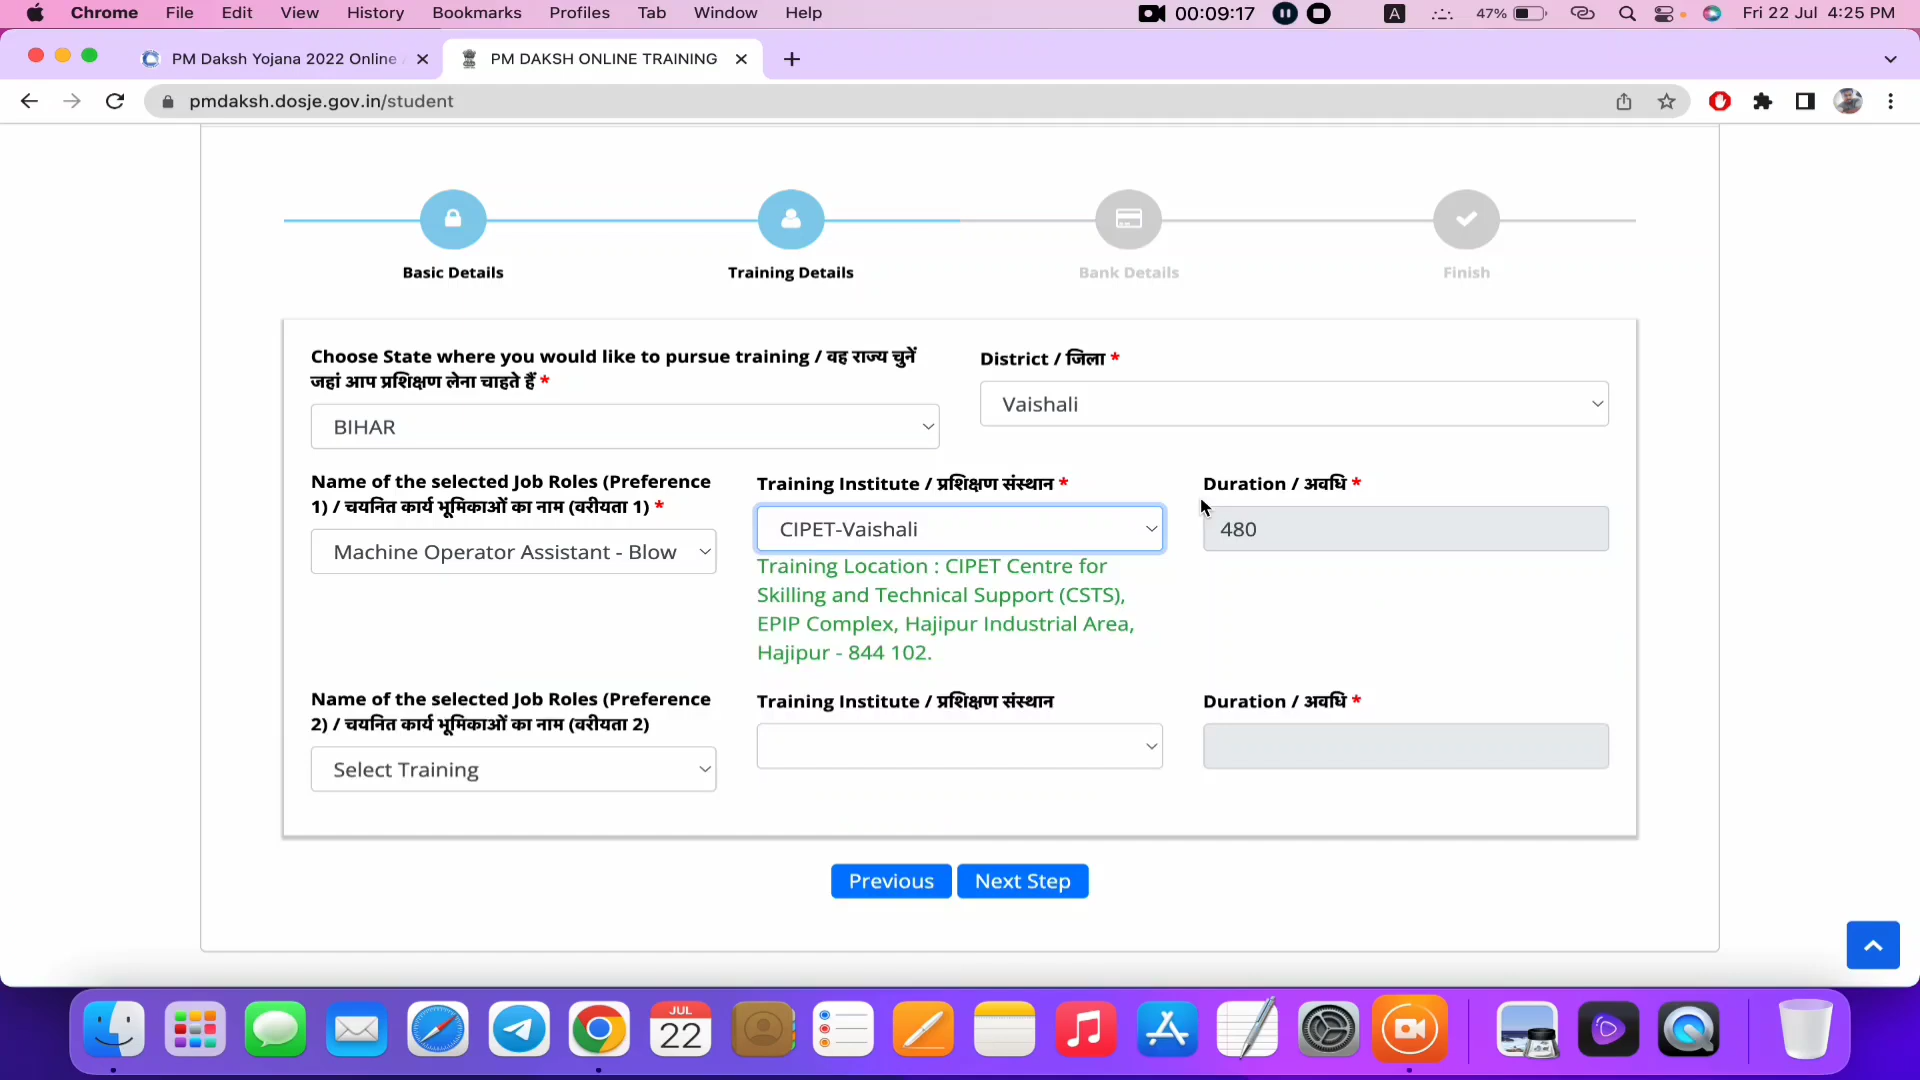 Chrome File Edit View History Bookmarks Profiles Tab Window Help 00:09:17 A 47% Fri 22 Jul 4:25 PM
PM Daksh Yojana 2022 Online PM DAKSH ONLINE TRAINING
pmdaksh.dosje.gov.in/student
Basic Details Training Details Bank Details Finish
Choose State where you would like to pursue training / वह राज्य चुनें
जहां आप प्रशिक्षण लेना चाहते हैं *
BIHAR
District / जिला *
Vaishali
Name of the selected Job Roles (Preference
1) / चयनित कार्य भूमिकाओं का नाम (वरीयता 1) *
Machine Operator Assistant - Blow
Training Institute / प्रशिक्षण संस्थान *
CIPET-Vaishali
Training Location : CIPET Centre for
Skilling and Technical Support (CSTS),
EPIP Complex, Hajipur Industrial Area,
Hajipur - 844 102.
Duration / अवधि *
480
Name of the selected Job Roles (Preference
2) / चयनित कार्य भूमिकाओं का नाम (वरीयता 2)
Select Training
Training Institute / प्रशिक्षण संस्थान
Duration / अवधि *
Previous Next Step
JUL
22